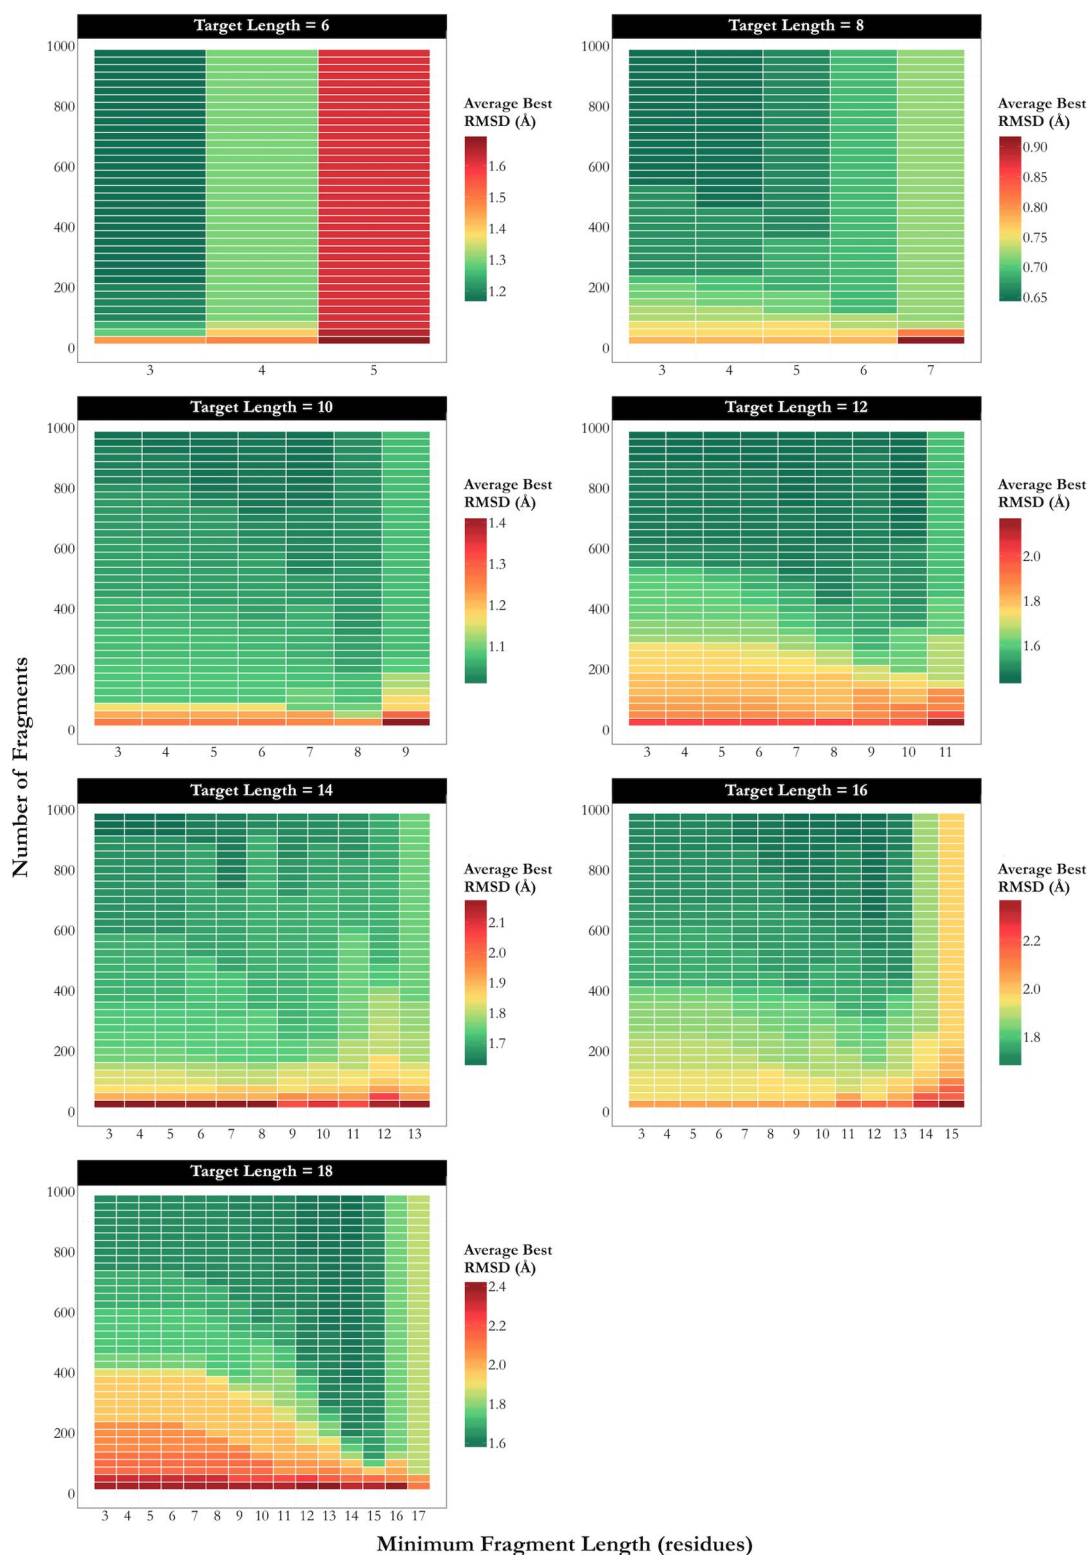 Target Length = 6
1000
800
600
400
200
0
3 4 5
Average Best
RMSD (Å)
1.6
1.5
1.4
1.3
1.2
Target Length = 8
1000
800
600
400
200
0
3 4 5 6 7
Average Best
RMSD (Å)
0.90
0.85
0.80
0.75
0.70
0.65
Target Length = 10
1000
800
600
400
200
0
3 4 5 6 7 8 9
Average Best
RMSD (Å)
1.4
1.3
1.2
1.1
Target Length = 12
1000
800
600
400
200
0
3 4 5 6 7 8 9 10 11
Average Best
RMSD (Å)
2.0
1.8
1.6
Number of Fragments
Target Length = 14
1000
800
600
400
200
0
3 4 5 6 7 8 9 10 11 12 13
Average Best
RMSD (Å)
2.1
2.0
1.9
1.8
1.7
Target Length = 16
1000
800
600
400
200
0
3 4 5 6 7 8 9 10 11 12 13 14 15
Average Best
RMSD (Å)
2.2
2.0
1.8
Target Length = 18
1000
800
600
400
200
0
3 4 5 6 7 8 9 10 11 12 13 14 15 16 17
Average Best
RMSD (Å)
2.4
2.2
2.0
1.8
1.6
Minimum Fragment Length (residues)